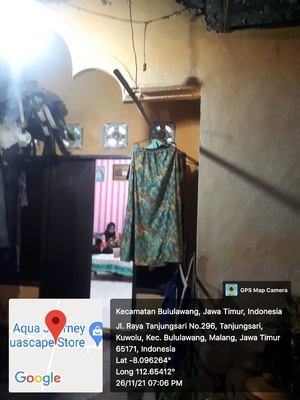 GPS Map Camera
Kecamatan Bululawang, Jawa Timur, Indonesia
Jl. Raya Tanjungsari No.296, Tanjungsari,
Kuwolu, Kec. Bululawang, Malang, Jawa Timur
65171, Indonesia
Lat -8.096264°
Long 112.65412°
26/11/21 07:06 PM
Aqua J rney
uascape Store
Google